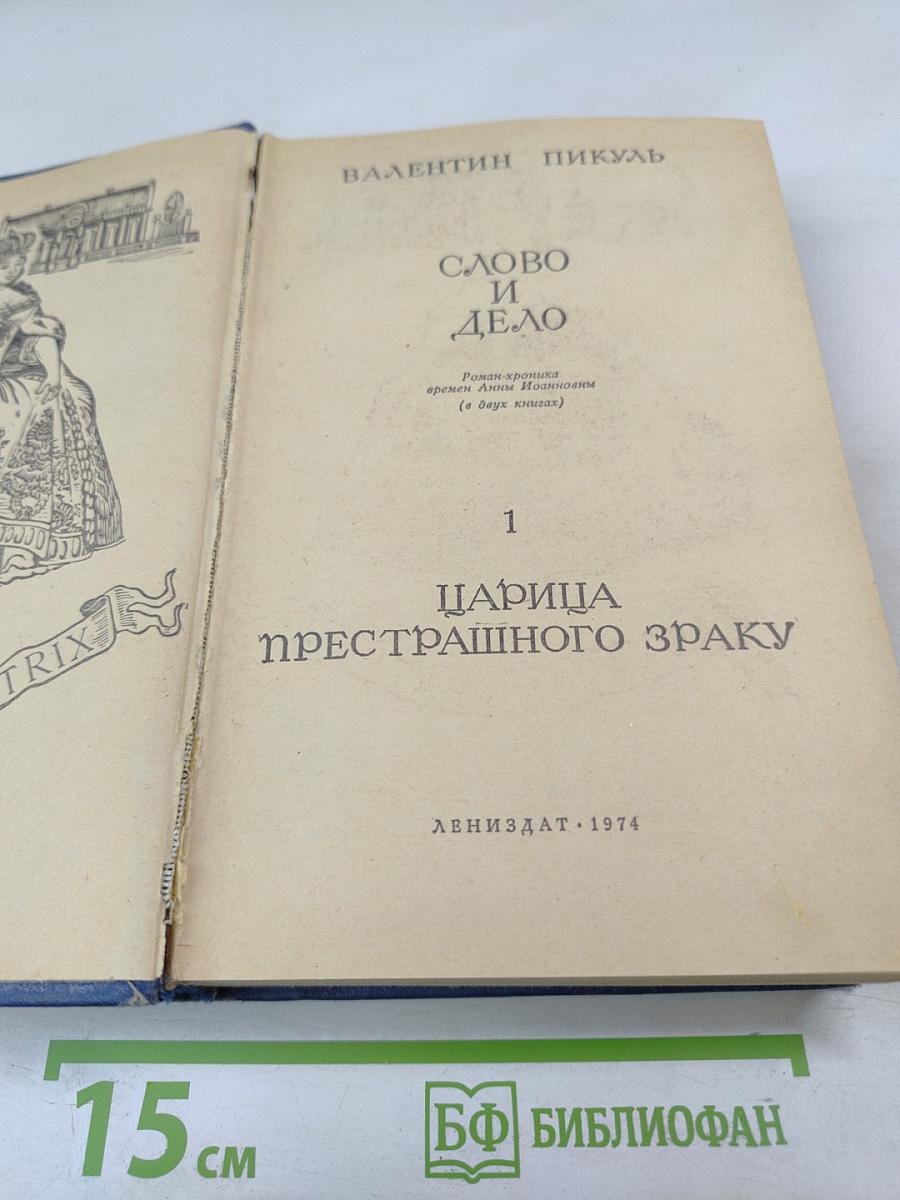 ВАЛЕНТИН ПИКУЛЬ
СЛОВО
И
ДЕЛО
Роман-хроника
времен Анны Иоанновны
(в двух книгах)
1
ЦАРИЦА
ПРЕСТРАШНОГО ЗРАКУ
ЛЕНИЗДАТ • 1974
TRIX
15 см
БФ БИБЛИОФАН